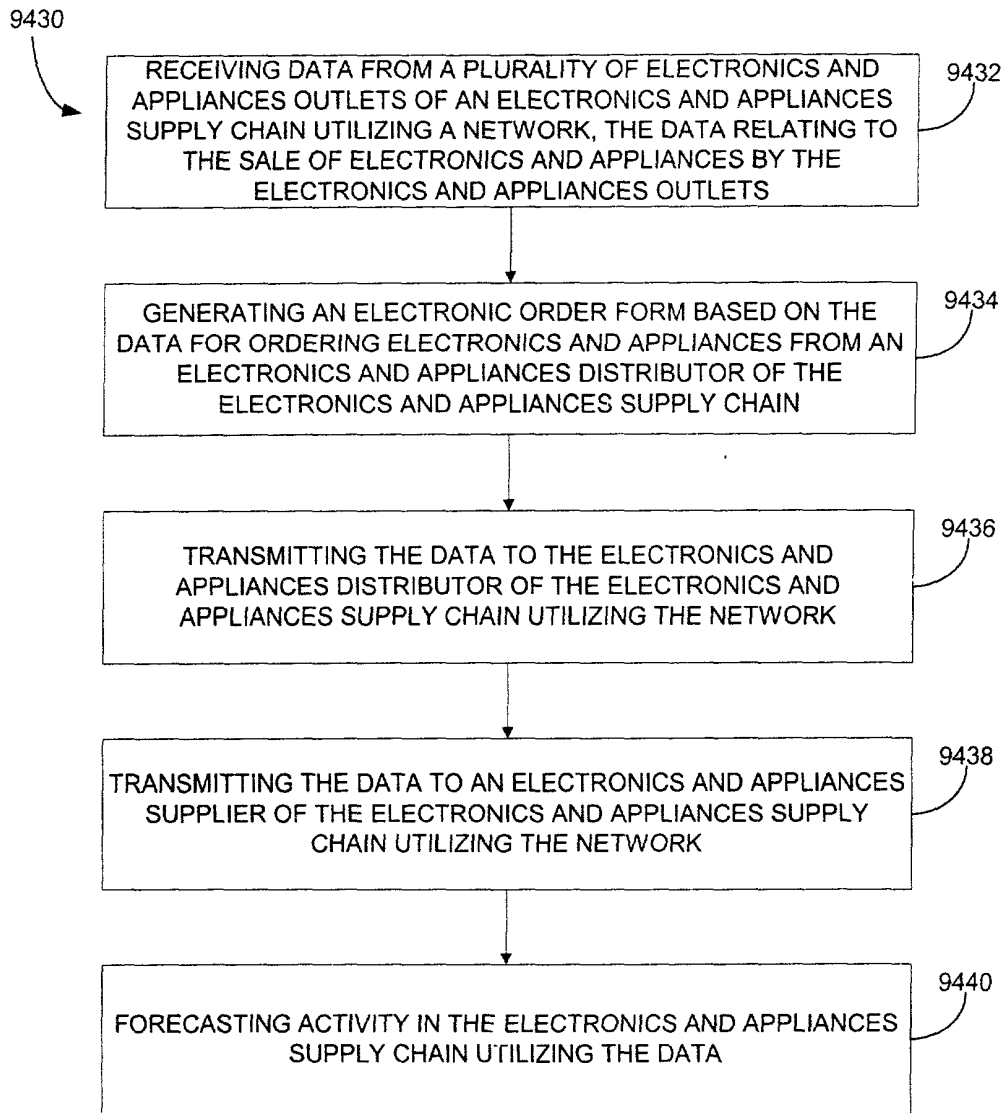 9430
RECEIVING DATA FROM A PLURALITY OF ELECTRONICS AND
APPLIANCES OUTLETS OF AN ELECTRONICS AND APPLIANCES
SUPPLY CHAIN UTILIZING A NETWORK, THE DATA RELATING TO
THE SALE OF ELECTRONICS AND APPLIANCES BY THE
ELECTRONICS AND APPLIANCES OUTLETS
9432
GENERATING AN ELECTRONIC ORDER FORM BASED ON THE
DATA FOR ORDERING ELECTRONICS AND APPLIANCES FROM AN
ELECTRONICS AND APPLIANCES DISTRIBUTOR OF THE
ELECTRONICS AND APPLIANCES SUPPLY CHAIN
9434
TRANSMITTING THE DATA TO THE ELECTRONICS AND
APPLIANCES DISTRIBUTOR OF THE ELECTRONICS AND
APPLIANCES SUPPLY CHAIN UTILIZING THE NETWORK
9436
TRANSMITTING THE DATA TO AN ELECTRONICS AND APPLIANCES
SUPPLIER OF THE ELECTRONICS AND APPLIANCES SUPPLY
CHAIN UTILIZING THE NETWORK
9438
FORECASTING ACTIVITY IN THE ELECTRONICS AND APPLIANCES
SUPPLY CHAIN UTILIZING THE DATA
9440